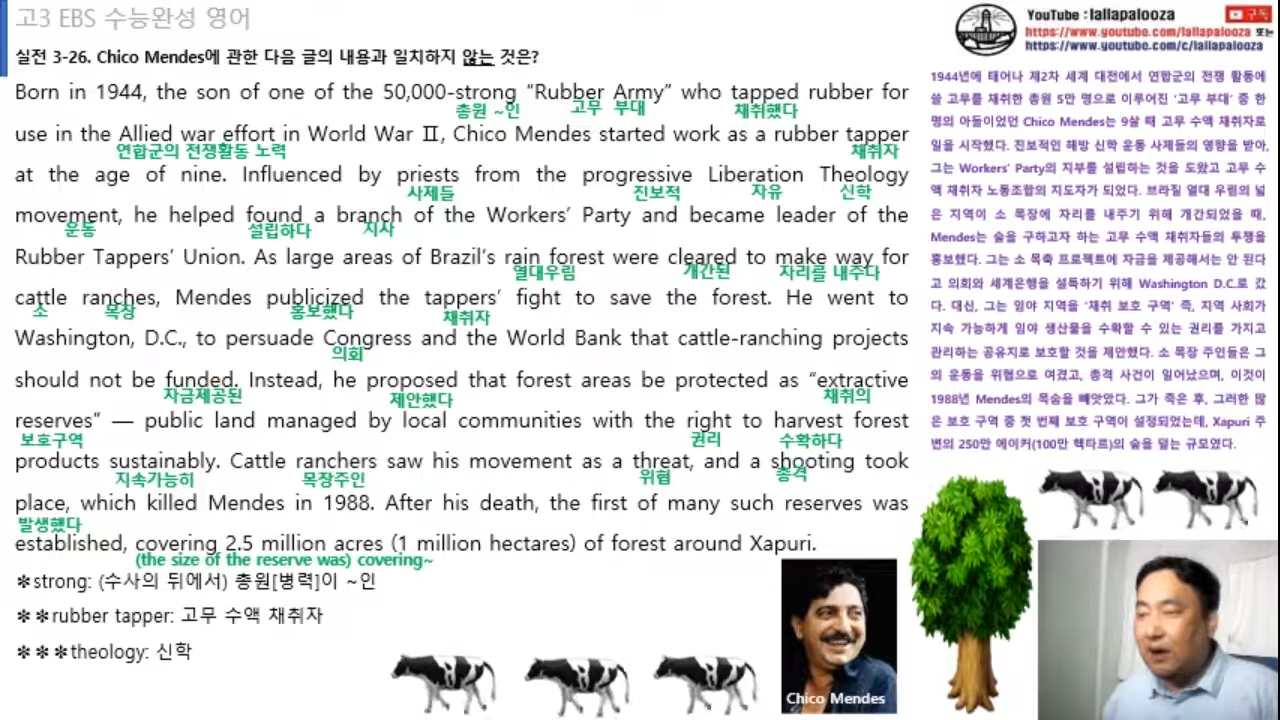 고3 EBS 수능완성 영어
실전 3-26. Chico Mendes에 관한 다음 글의 내용과 일치하지 않는 것은?
Born in 1944, the son of one of the 50,000-strong “Rubber Army” who tapped rubber for
총원 ~인 고무 부대 채취했다
use in the Allied war effort in World War Ⅱ, Chico Mendes started work as a rubber tapper
연합군의 전쟁활동 노력 채취자
at the age of nine. Influenced by priests from the progressive Liberation Theology
사제들 진보적 자유 신학
movement, he helped found a branch of the Workers’ Party and became leader of the
운동 설립하다 지사
Rubber Tappers’ Union. As large areas of Brazil’s rain forest were cleared to make way for
열대우림 개간된 자리를 내주다
cattle ranches, Mendes publicized the tappers’ fight to save the forest. He went to
소 목장 홍보했다 채취자
Washington, D.C., to persuade Congress and the World Bank that cattle-ranching projects
의회
should not be funded. Instead, he proposed that forest areas be protected as “extractive
자금제공된 제안했다 채취의
reserves” — public land managed by local communities with the right to harvest forest
보호구역 권리 수확하다
products sustainably. Cattle ranchers saw his movement as a threat, and a shooting took
지속가능히 목장주인 위협 총격
place, which killed Mendes in 1988. After his death, the first of many such reserves was
발생했다
established, covering 2.5 million acres (1 million hectares) of forest around Xapuri.
(the size of the reserve was) covering~
＊strong: (수사의 뒤에서) 총원[병력]이 ~인
＊＊rubber tapper: 고무 수액 채취자
＊＊＊theology: 신학
Chico Mendes
YouTube : lallapalooza 구독
https://www.youtube.com/lallapalooza 또는
https://www.youtube.com/c/lallapalooza
1944년에 태어나 제2차 세계 대전에서 연합군의 전쟁 활동에
쓸 고무를 채취한 총원 5만 명으로 이루어진 ‘고무 부대’ 중 한
명의 아들이었던 Chico Mendes는 9살 때 고무 수액 채취자로
일을 시작했다. 진보적인 해방 신학 운동 사제들의 영향을 받아,
그는 Workers’ Party의 지부를 설립하는 것을 도왔고 고무 수
액 채취자 노동조합의 지도자가 되었다. 브라질 열대 우림의 넓
은 지역이 소 목장에 자리를 내주기 위해 개간되었을 때,
Mendes는 숲을 구하고자 하는 고무 수액 채취자들의 투쟁을
홍보했다. 그는 소 목축 프로젝트에 자금을 제공해서는 안 된다
고 의회와 세계은행을 설득하기 위해 Washington D.C.로 갔
다. 대신, 그는 임야 지역을 ‘채취 보호 구역’ 즉, 지역 사회가
지속 가능하게 임야 생산물을 수확할 수 있는 권리를 가지고
관리하는 공유지로 보호할 것을 제안했다. 소 목장 주인들은 그
의 운동을 위협으로 여겼고, 총격 사건이 일어났으며, 이것이
1988년 Mendes의 목숨을 빼앗았다. 그가 죽은 후, 그러한 많
은 보호 구역 중 첫 번째 보호 구역이 설정되었는데, Xapuri 주
변의 250만 에이커(100만 헥타르)의 숲을 덮는 규모였다.